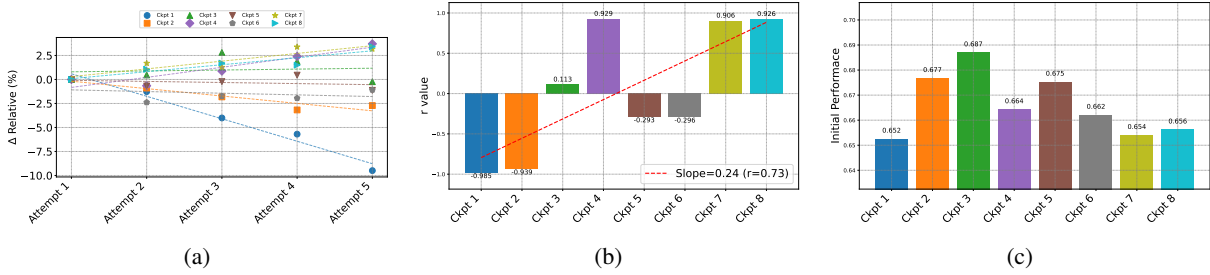 Ckpt 1 Ckpt 3 Ckpt 5 Ckpt 7
Ckpt 2 Ckpt 4 Ckpt 6 Ckpt 8
Δ Relative (%)
2.5
0.0
-2.5
-5.0
-7.5
-10.0
Attempt 1 Attempt 2 Attempt 3 Attempt 4 Attempt 5
(a)
r value
1.0
0.5
0.0
-0.5
-1.0
-0.985 -0.939 0.113 0.929 -0.293 -0.296 0.906 0.926
Slope=0.24 (r=0.73)
Ckpt 1 Ckpt 2 Ckpt 3 Ckpt 4 Ckpt 5 Ckpt 6 Ckpt 7 Ckpt 8
(b)
Initial Performace
0.70
0.69
0.68
0.67
0.66
0.65
0.64
0.652 0.677 0.687 0.664 0.675 0.662 0.654 0.656
Ckpt 1 Ckpt 2 Ckpt 3 Ckpt 4 Ckpt 5 Ckpt 6 Ckpt 7 Ckpt 8
(c)